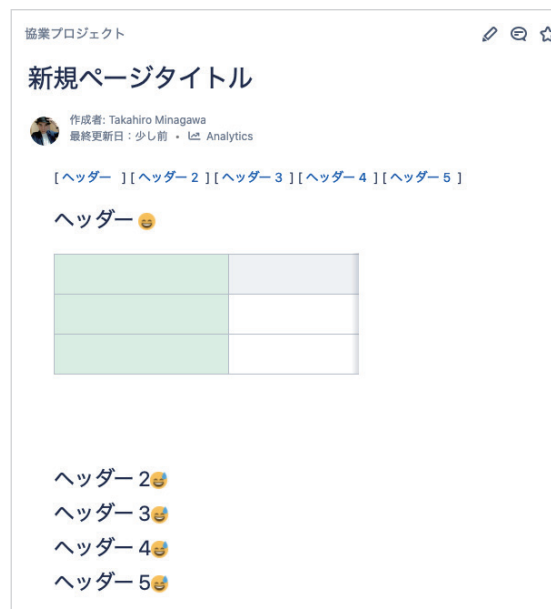 協業プロジェクト
新規ページタイトル
作成者: Takahiro Minagawa
最終更新日：少し前 • Analytics
[ ヘッダー ] [ ヘッダー 2 ] [ ヘッダー 3 ] [ ヘッダー 4 ] [ ヘッダー 5 ]
ヘッダー😄
ヘッダー 2😅
ヘッダー 3😅
ヘッダー 4😅
ヘッダー 5😅